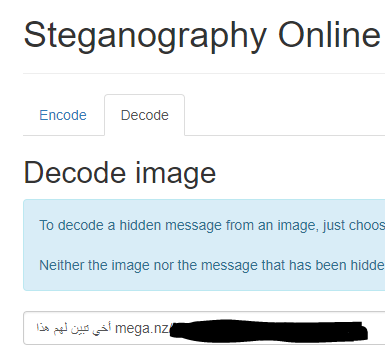 Steganography Online
Encode
Decode
Decode image
To decode a hidden message from an image, just choos
Neither the image nor the message that has been hidde
أخي تبين لهم هذا mega.nz/